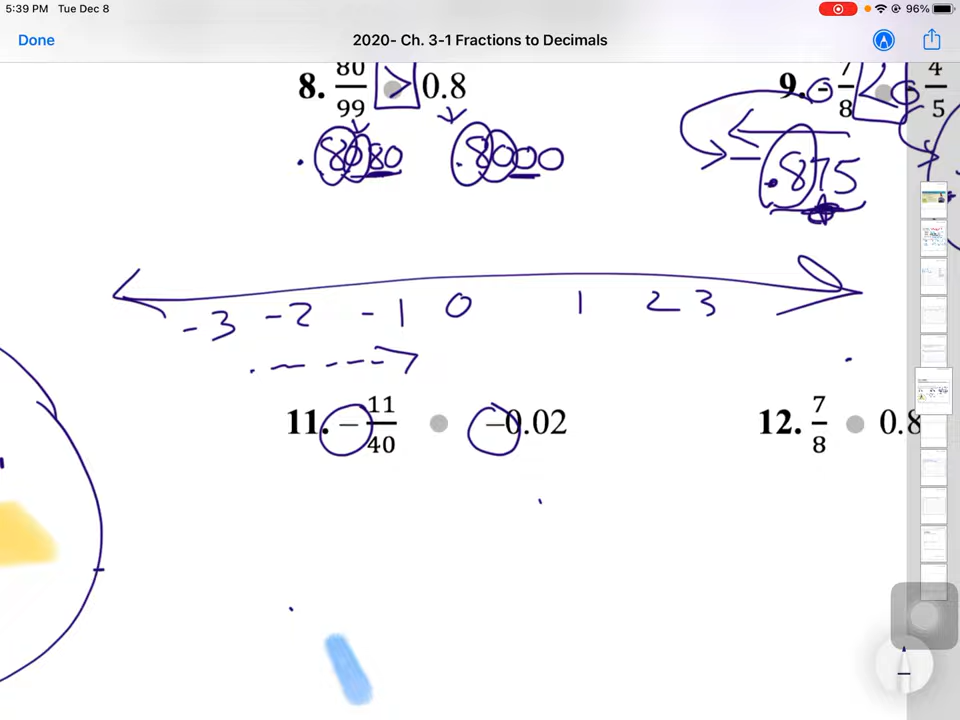 5:39 PM Tue Dec 8
96%
Done
2020- Ch. 3-1 Fractions to Decimals
8. 80/99 > 0.8
9. - 7/8 < - 4/5
.8080
.8000
- .875
-3 -2 -1 0 1 2 3
11. - 11/40 -0.02
12. 7/8 0.8